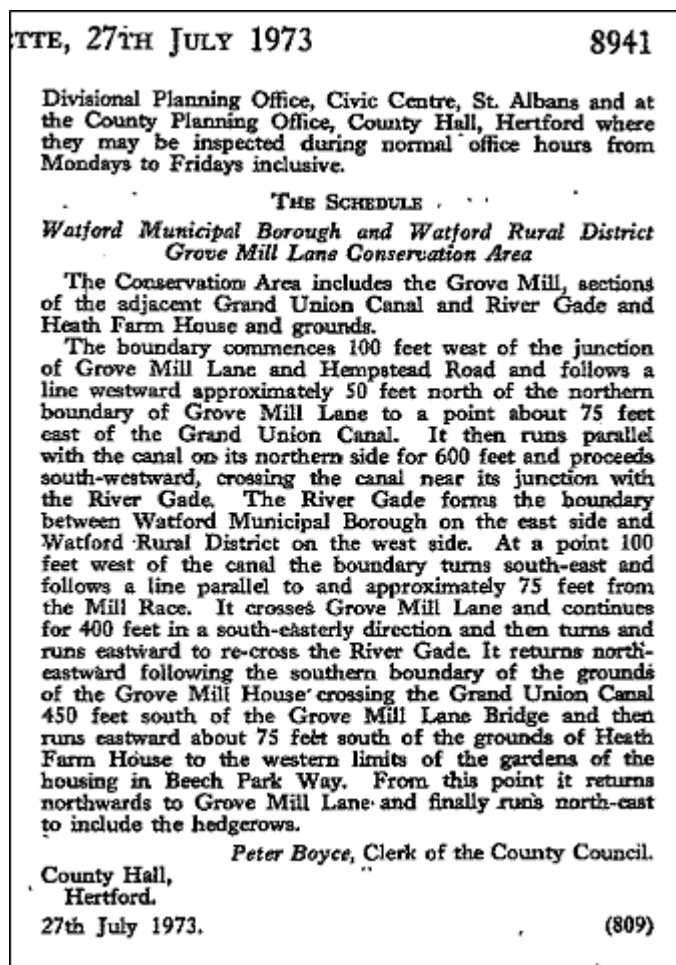 TTE, 27TH JULY 1973 8941
Divisional Planning Office, Civic Centre, St. Albans and at
the County Planning Office, County Hall, Hertford where
they may be inspected during normal office hours from
Mondays to Fridays inclusive.
THE SCHEDULE
Watford Municipal Borough and Watford Rural District
Grove Mill Lane Conservation Area
The Conservation Area includes the Grove Mill, sections
of the adjacent Grand Union Canal and River Gade and
Heath Farm House and grounds.
The boundary commences 100 feet west of the junction
of Grove Mill Lane and Hempstead Road and follows a
line westward approximately 50 feet north of the northern
boundary of Grove Mill Lane to a point about 75 feet
east of the Grand Union Canal. It then runs parallel
with the canal on its northern side for 600 feet and proceeds
south-westward, crossing the canal near its junction with
the River Gade. The River Gade forms the boundary
between Watford Municipal Borough on the east side and
Watford Rural District on the west side. At a point 100
feet west of the canal the boundary turns south-east and
follows a line parallel to and approximately 75 feet from
the Mill Race. It crosses Grove Mill Lane and continues
for 400 feet in a south-easterly direction and then turns and
runs eastward to re-cross the River Gade. It returns north-
eastward following the southern boundary of the grounds
of the Grove Mill House crossing the Grand Union Canal
450 feet south of the Grove Mill Lane Bridge and then
runs eastward about 75 feet south of the grounds of Heath
Farm House to the western limits of the gardens of the
housing in Beech Park Way. From this point it returns
northwards to Grove Mill Lane and finally runs north-east
to include the hedgerows.
Peter Boyce, Clerk of the County Council.
County Hall,
Hertford.
27th July 1973. (809)